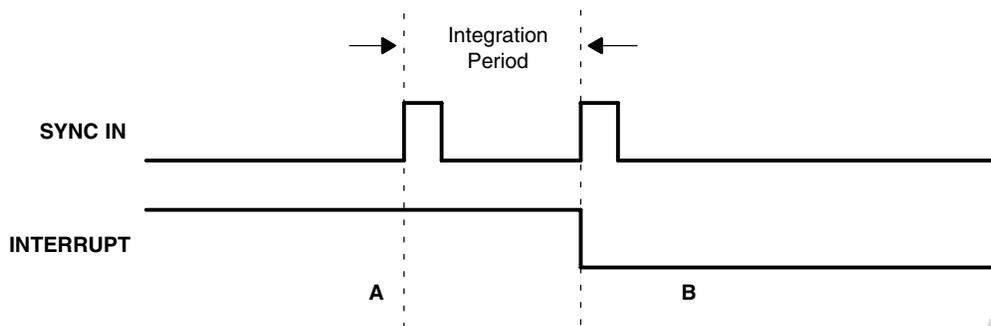 Integration
Period
SYNC IN
INTERRUPT
A
B